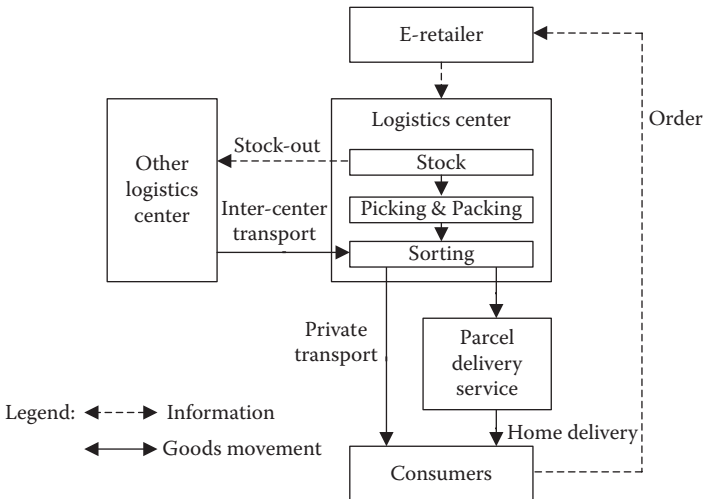 E-retailer
Order
Logistics center
Stock-out
Stock
Other
logistics
center
Picking & Packing
Inter-center
transport
Sorting
Private
transport
Parcel
delivery
service
Legend:
Information
Goods movement
Home delivery
Consumers